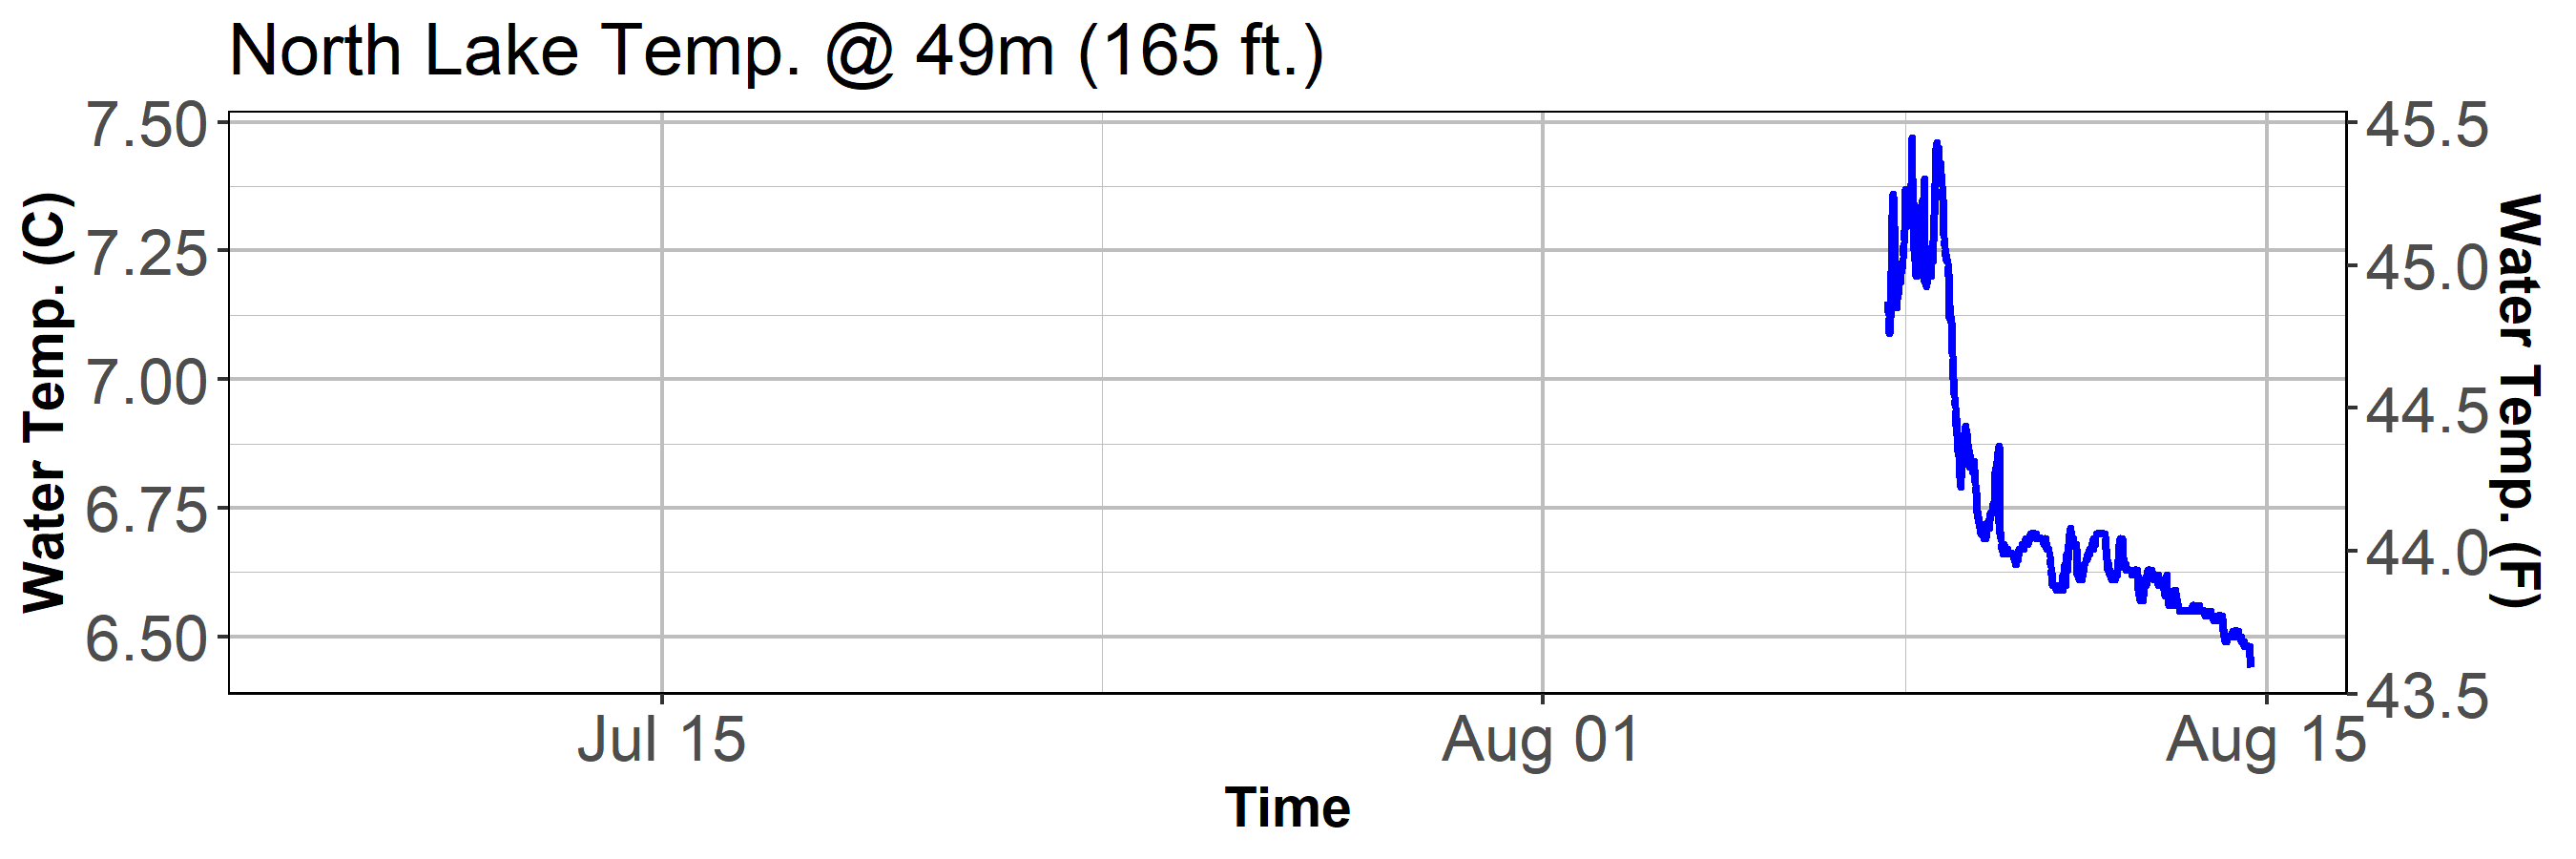 North Lake Temp. @ 49m (165 ft.)
7.50
7.25
7.00
6.75
6.50
Water Temp. (C)
45.5
45.0
44.5
44.0
43.5
Water Temp. (F)
Jul 15 Aug 01 Aug 15
Time